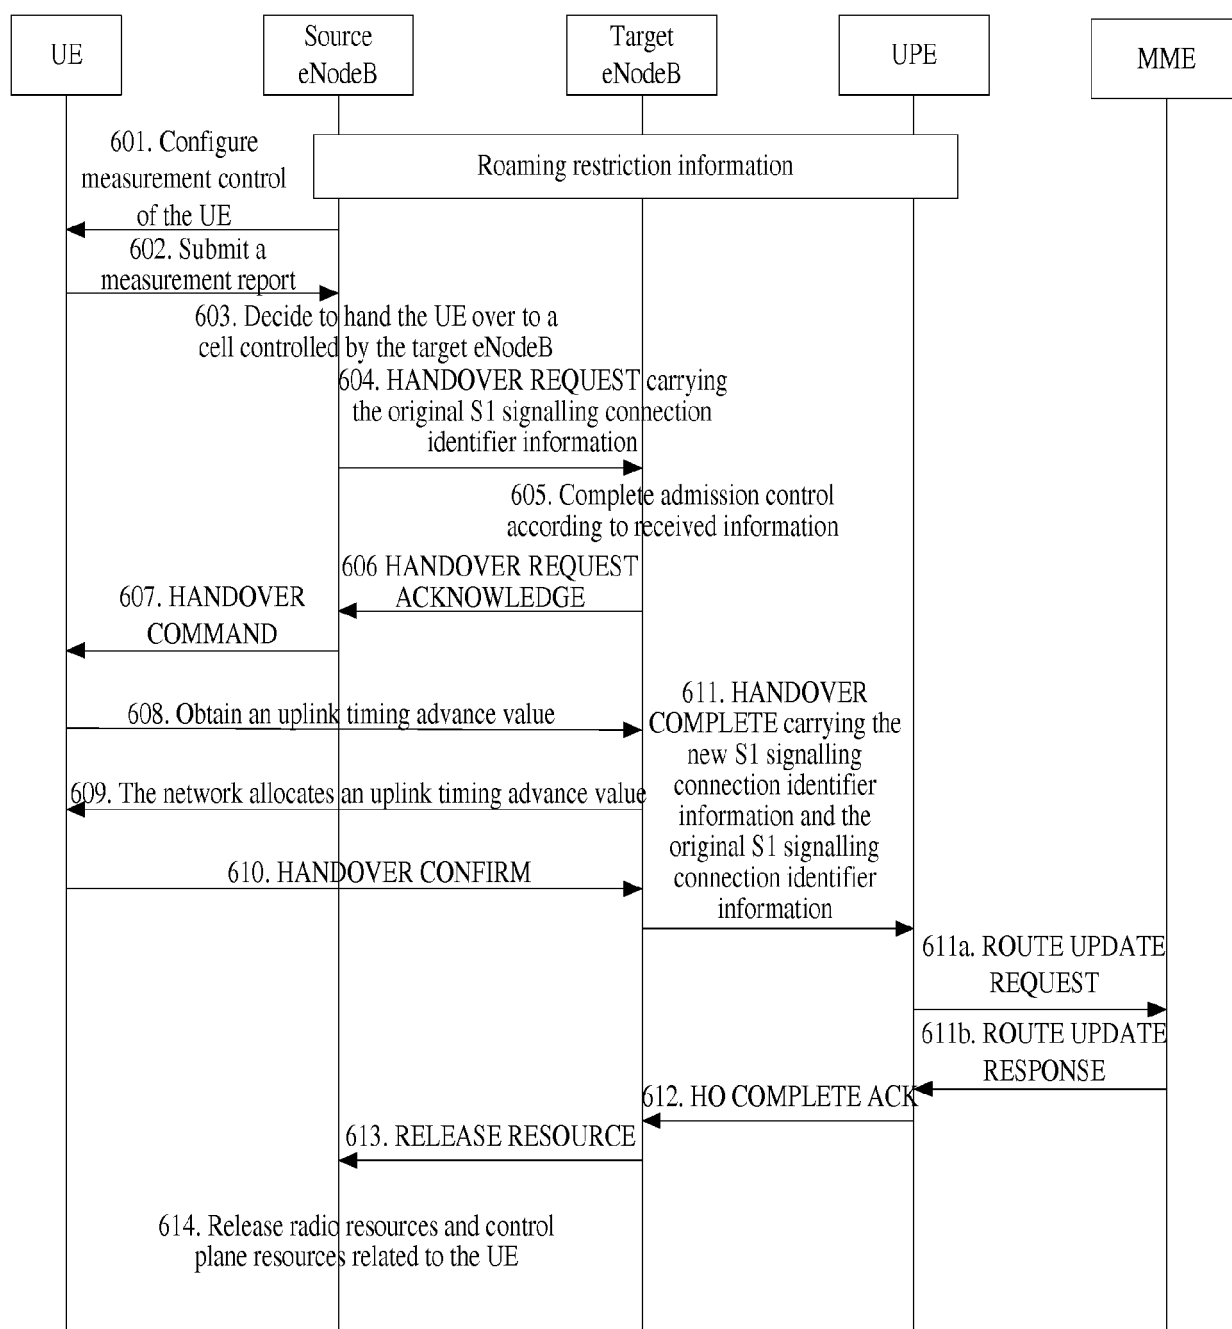 UE
Source
eNodeB
Target
eNodeB
UPE
MME
Roaming restriction information
601. Configure
measurement control
of the UE
602. Submit a
measurement report
603. Decide to hand the UE over to a
cell controlled by the target eNodeB
604. HANDOVER REQUEST carrying
the original S1 signalling connection
identifier information
605. Complete admission control
according to received information
606 HANDOVER REQUEST
ACKNOWLEDGE
607. HANDOVER
COMMAND
608. Obtain an uplink timing advance value
609. The network allocates an uplink timing advance value
610. HANDOVER CONFIRM
611. HANDOVER
COMPLETE carrying the
new S1 signalling
connection identifier
information and the
original S1 signalling
connection identifier
information
611a. ROUTE UPDATE
REQUEST
611b. ROUTE UPDATE
RESPONSE
612. HO COMPLETE ACK
613. RELEASE RESOURCE
614. Release radio resources and control
plane resources related to the UE